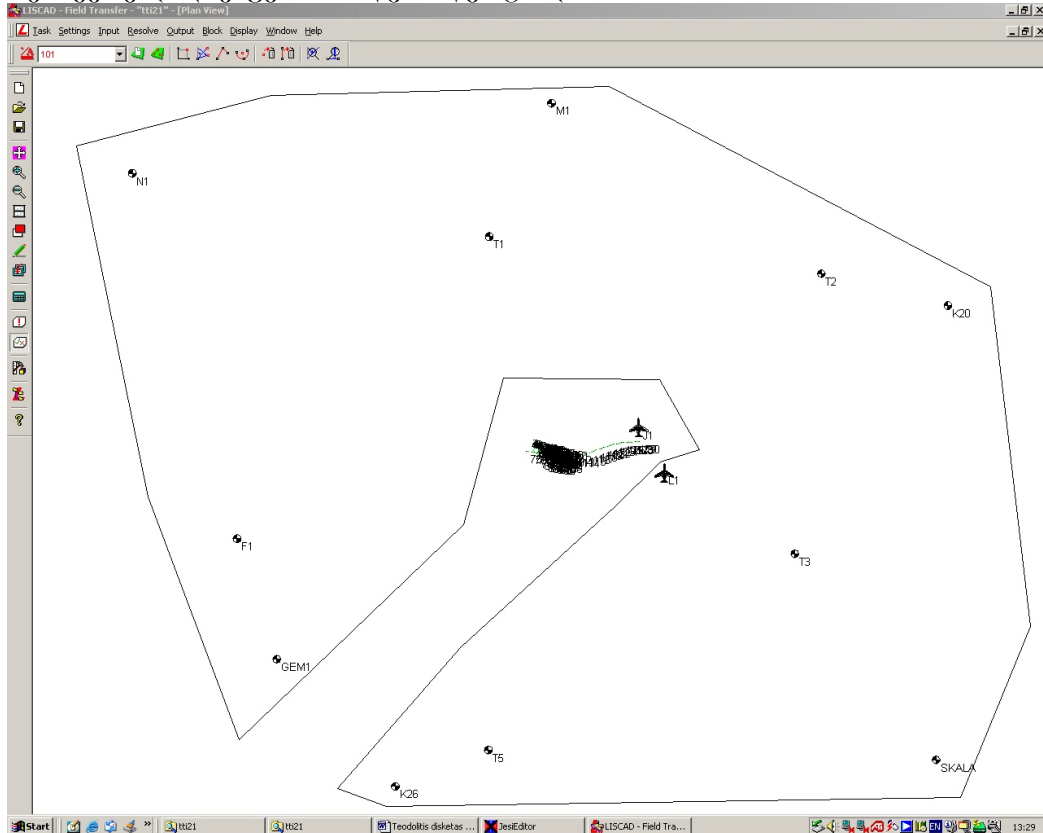 LISCAD - Field Transfer - "tti21" - [Plan View]
Task Settings Input Resolve Output Block Display Window Help
101
M1
N1
T1
T2
K20
J1
L1
F1
T3
GEM1
T5
SKALA
K26
Start
tti21
tti21
Teodolitis disketas ...
JesiEditor
LISCAD - Field Tra...
EN
13:29